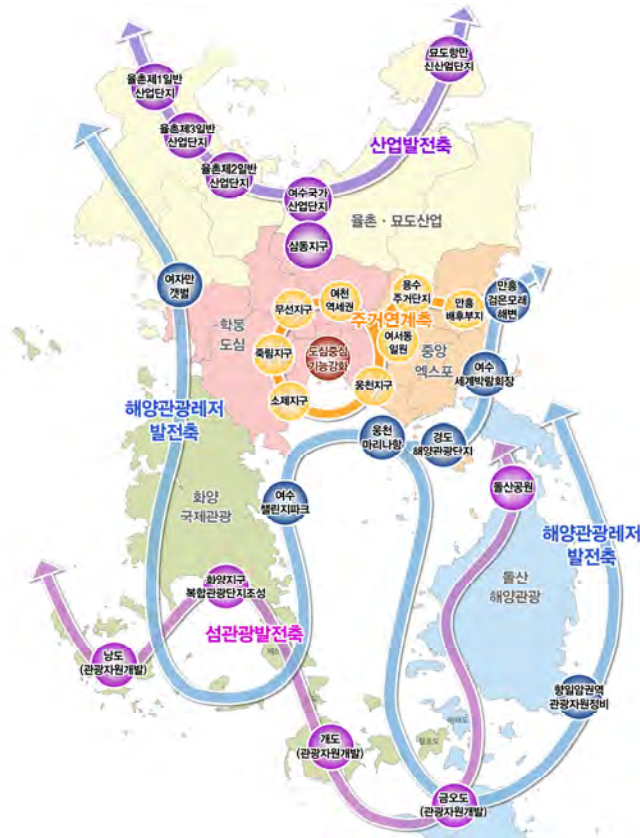 묘도항만
신산업단지
율촌제1일반
산업단지
율촌제3일반
산업단지
산업발전축
율촌제2일반
산업단지
여수국가
산업단지
율촌 · 묘도산업
삼동지구
여자만
갯벌
여천
역세권
용수
주거단지
만흥
검은모래
해변
무선지구
만흥
배후부지
학동
도심
주거연계축
여서동
일원
죽림지구
도심중심
기능강화
중앙
엑스포
여수
세계박람회장
소제지구
웅천지구
해양관광레저
발전축
웅천
마리나항
경도
해양관광단지
화양
국제관광
여수
챌린지파크
돌산공원
해양관광레저
발전축
돌산
해양관광
화양지구
복합관광단지조성
섬관광발전축
낭도
(관광자원개발)
향일암권역
관광자원정비
개도
(관광자원개발)
금오도
(관광자원개발)